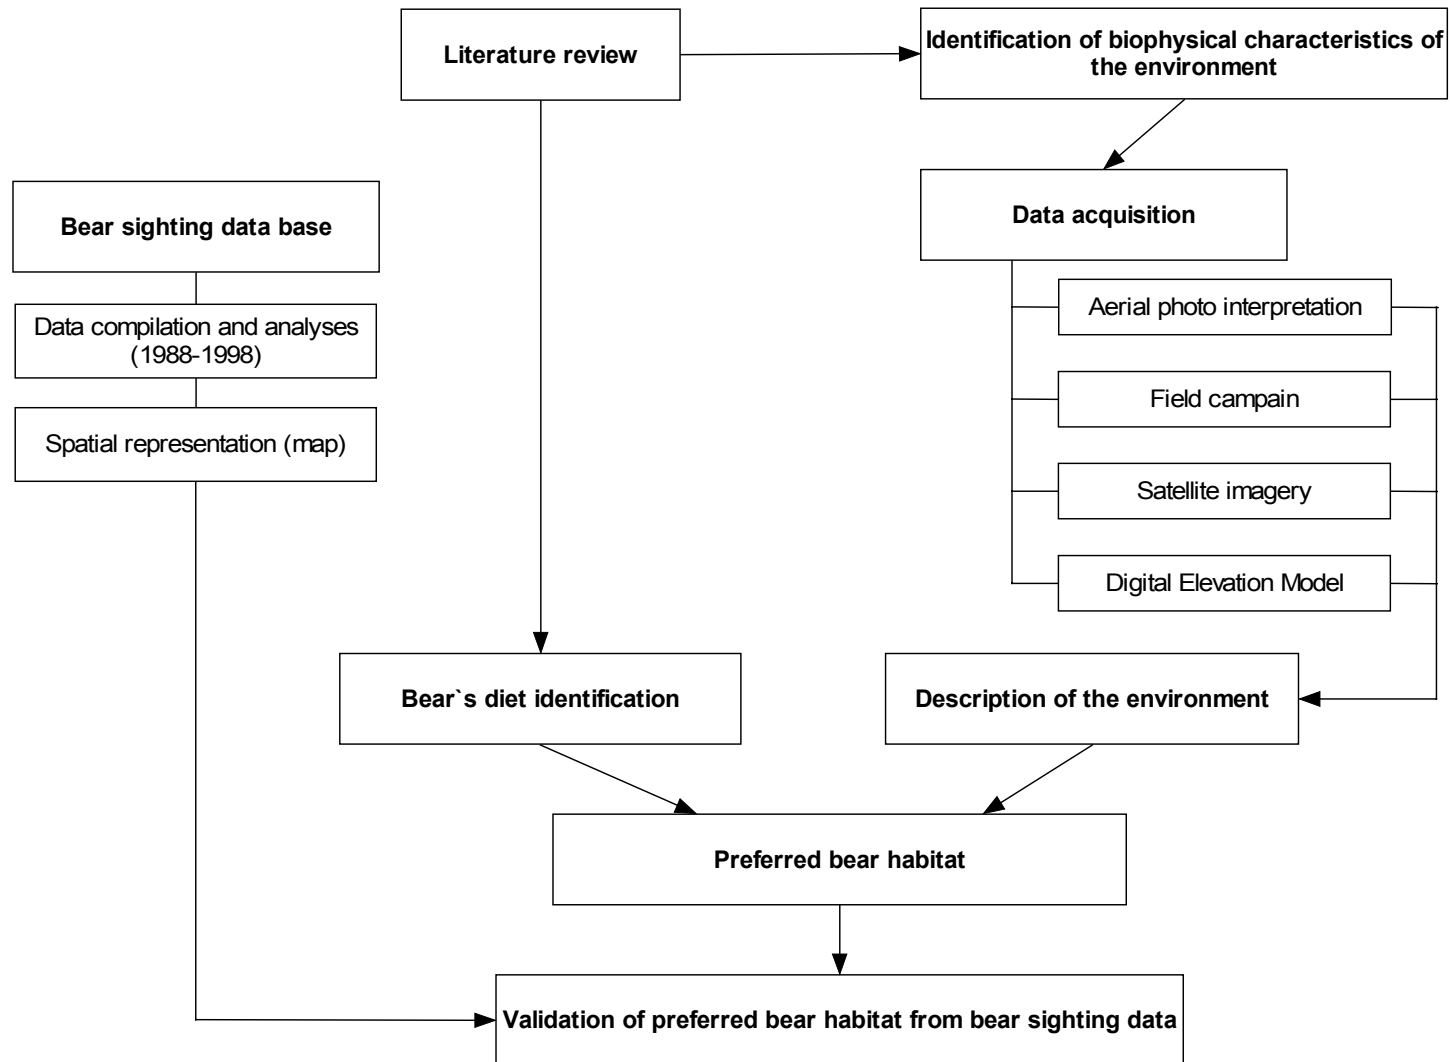 Literature review
Identification of biophysical characteristics of
the environment
Data acquisition
Bear sighting data base
Aerial photo interpretation
Data compilation and analyses
(1988-1998)
Field campain
Spatial representation (map)
Satellite imagery
Digital Elevation Model
Bear`s diet identification
Description of the environment
Preferred bear habitat
Validation of preferred bear habitat from bear sighting data